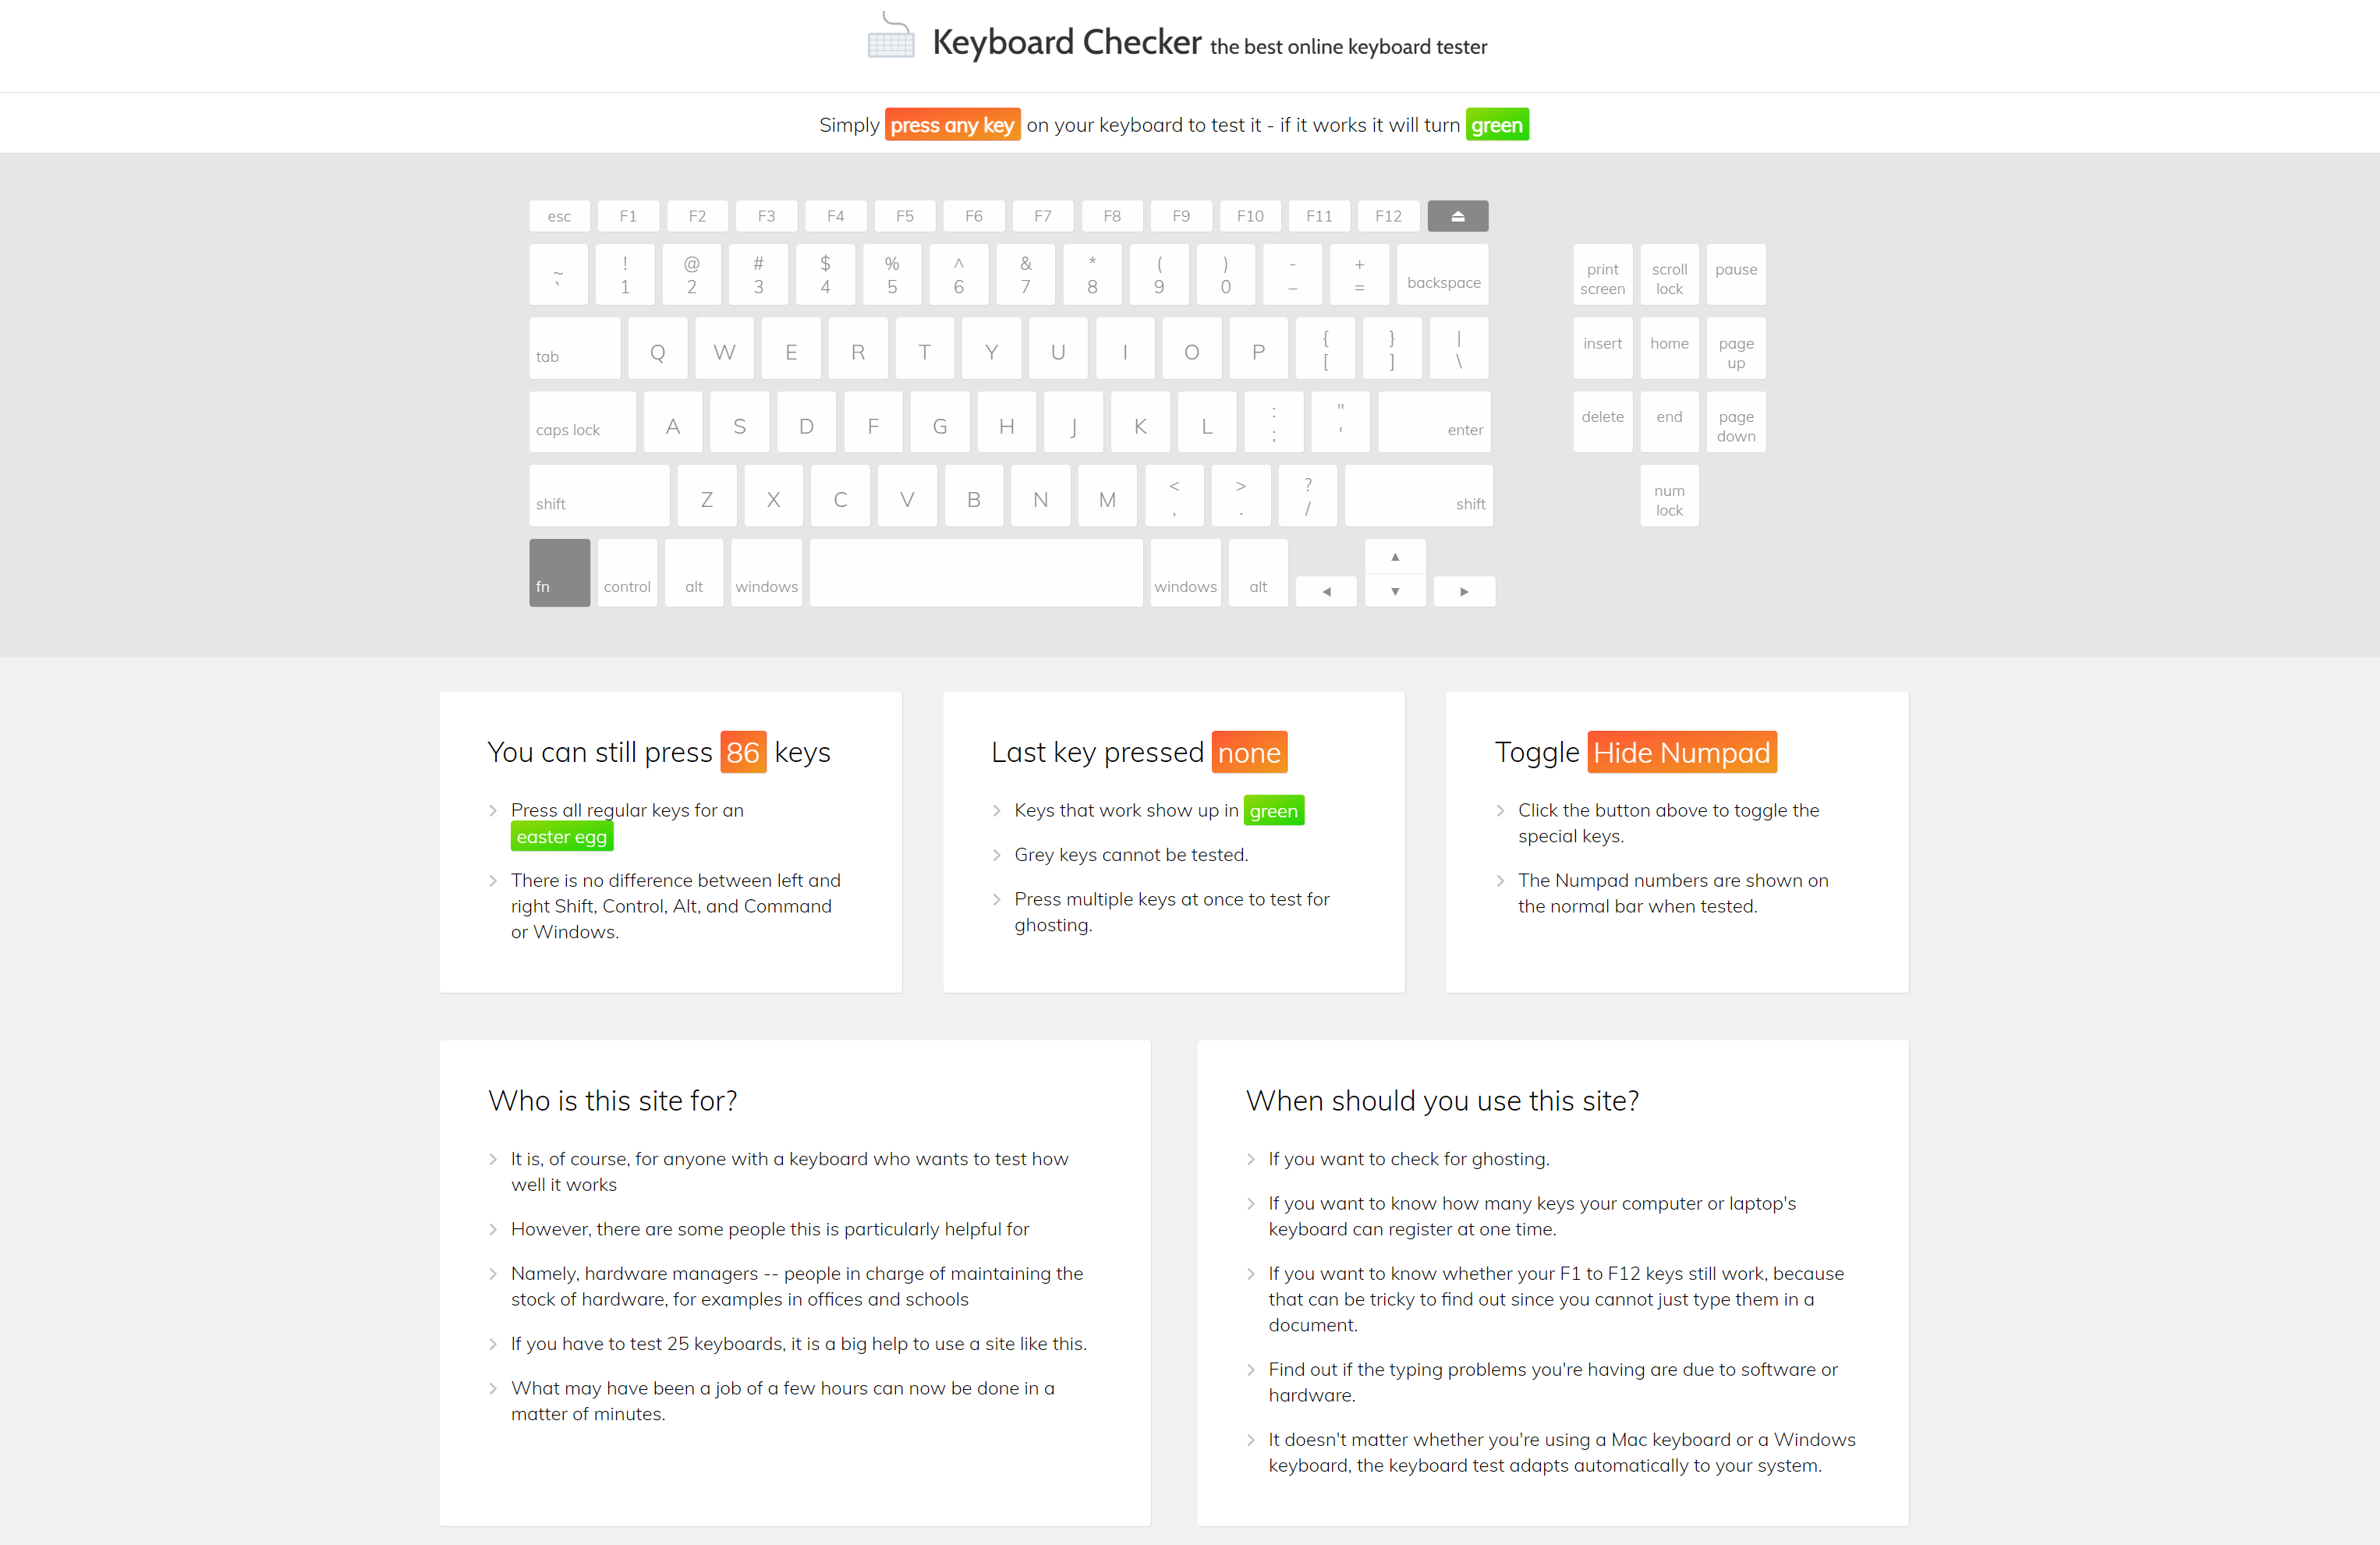 Keyboard Checker the best online keyboard tester
Simply press any key on your keyboard to test it - if it works it will turn green
esc F1 F2 F3 F4 F5 F6 F7 F8 F9 F10 F11 F12 ⏏
~ ! @ # $ % ^ & * ( ) - +
` 1 2 3 4 5 6 7 8 9 0 _ = backspace
print screen
scroll lock
pause
tab Q W E R T Y U I O P { [ } ] | \
insert home page up
caps lock A S D F G H J K L : ; " ' enter
delete end page down
shift Z X C V B N M < , > . ? / shift
num lock
fn control alt windows windows alt ◀ ▲ ▼ ▶
You can still press 86 keys
Press all regular keys for an
easter egg
There is no difference between left and
right Shift, Control, Alt, and Command
or Windows.
Last key pressed none
Keys that work show up in green
Grey keys cannot be tested.
Press multiple keys at once to test for
ghosting.
Toggle Hide Numpad
Click the button above to toggle the
special keys.
The Numpad numbers are shown on
the normal bar when tested.
Who is this site for?
It is, of course, for anyone with a keyboard who wants to test how
well it works
However, there are some people this is particularly helpful for
Namely, hardware managers -- people in charge of maintaining the
stock of hardware, for examples in offices and schools
If you have to test 25 keyboards, it is a big help to use a site like this.
What may have been a job of a few hours can now be done in a
matter of minutes.
When should you use this site?
If you want to check for ghosting.
If you want to know how many keys your computer or laptop's
keyboard can register at one time.
If you want to know whether your F1 to F12 keys still work, because
that can be tricky to find out since you cannot just type them in a
document.
Find out if the typing problems you're having are due to software or
hardware.
It doesn't matter whether you're using a Mac keyboard or a Windows
keyboard, the keyboard test adapts automatically to your system.